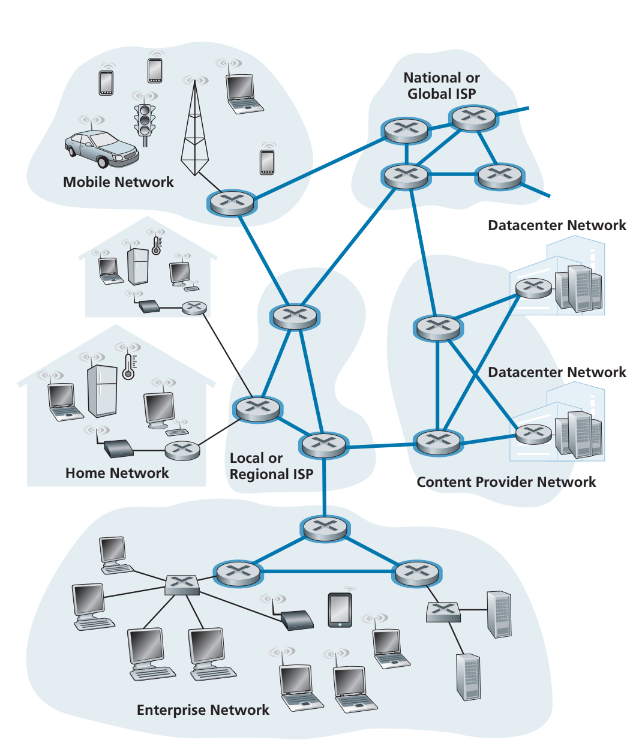 National or
Global ISP
Mobile Network
Datacenter Network
Datacenter Network
Local or
Regional ISP
Home Network
Content Provider Network
Enterprise Network